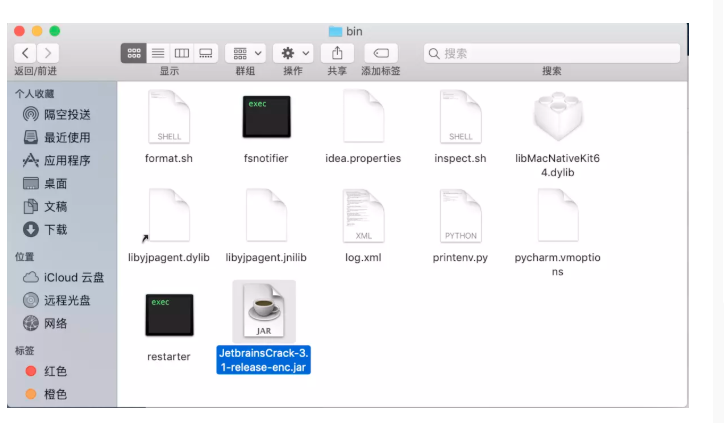 bin
搜索
返回/前进 显示 群组 操作 共享 添加标签 搜索
个人收藏
隔空投送
最近使用
应用程序
桌面
文稿
下载
位置
iCloud 云盘
远程光盘
网络
标签
红色
橙色
SHELL exec SHELL
format.sh fsnotifier idea.properties inspect.sh libMacNativeKit6
4.dylib
XML PYTHON
libyjpagent.dylib libyjpagent.jnilib log.xml printenv.py pycharm.vmoptio
ns
exec JAR
restarter JetbrainsCrack-3.
1-release-enc.jar